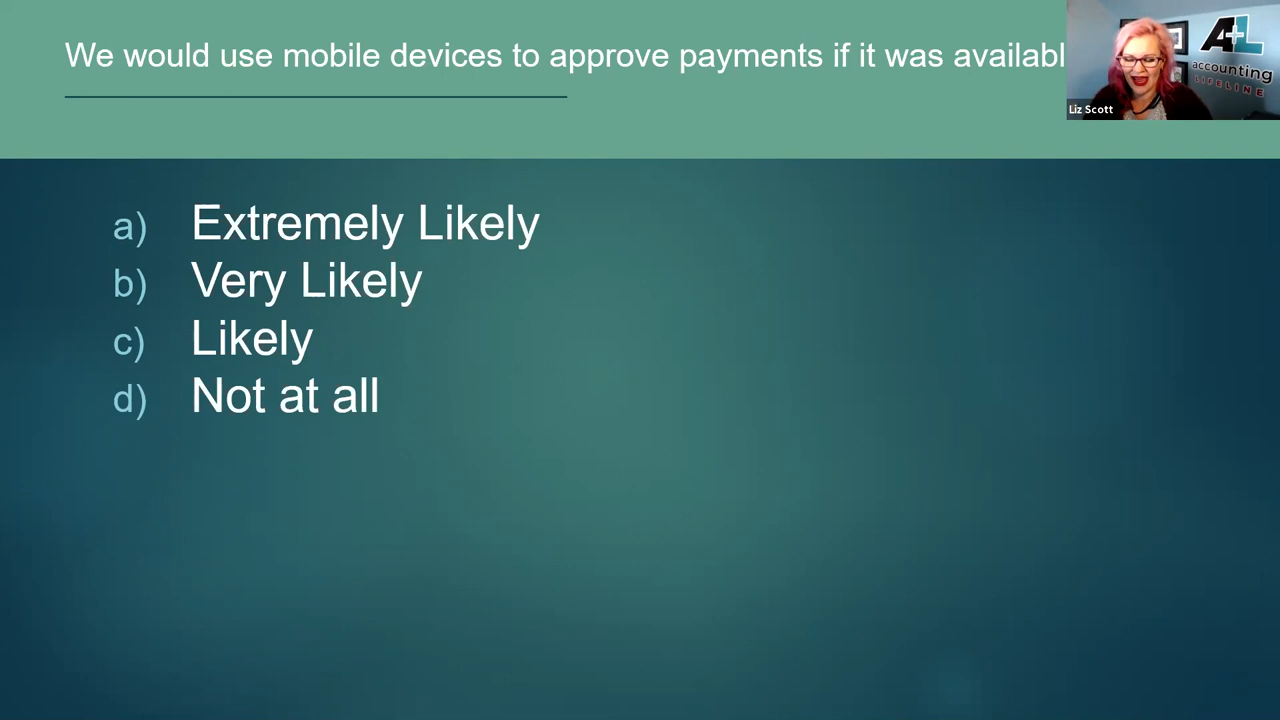 We would use mobile devices to approve payments if it was availabl
A+L
accounting
LIFELINE
Liz Scott
a) Extremely Likely
b) Very Likely
c) Likely
d) Not at all